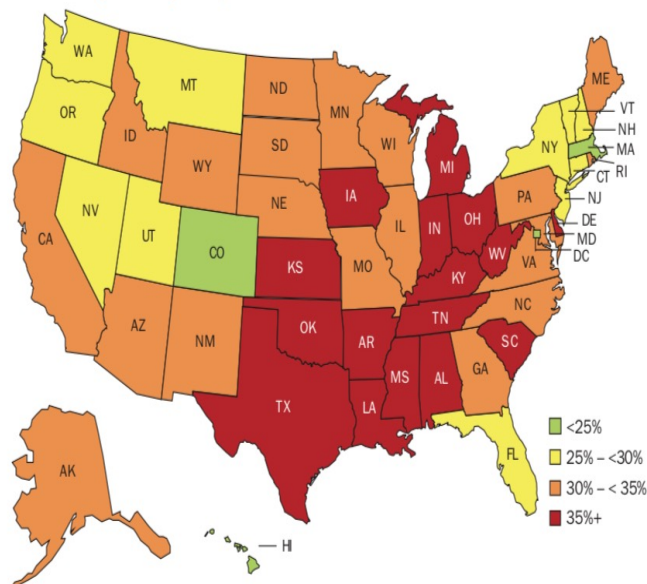 WA
MT
ND
MN
ME
OR
ID
SD
WI
MI
NY
VT
NH
MA
RI
CT
WY
NE
IA
PA
NJ
NV
UT
CO
IL
IN
OH
DE
MD
DC
CA
KS
MO
WV
VA
KY
NC
AZ
NM
OK
AR
TN
SC
TX
LA
MS
AL
GA
FL
AK
HI
<25%
25% – <30%
30% – < 35%
35%+